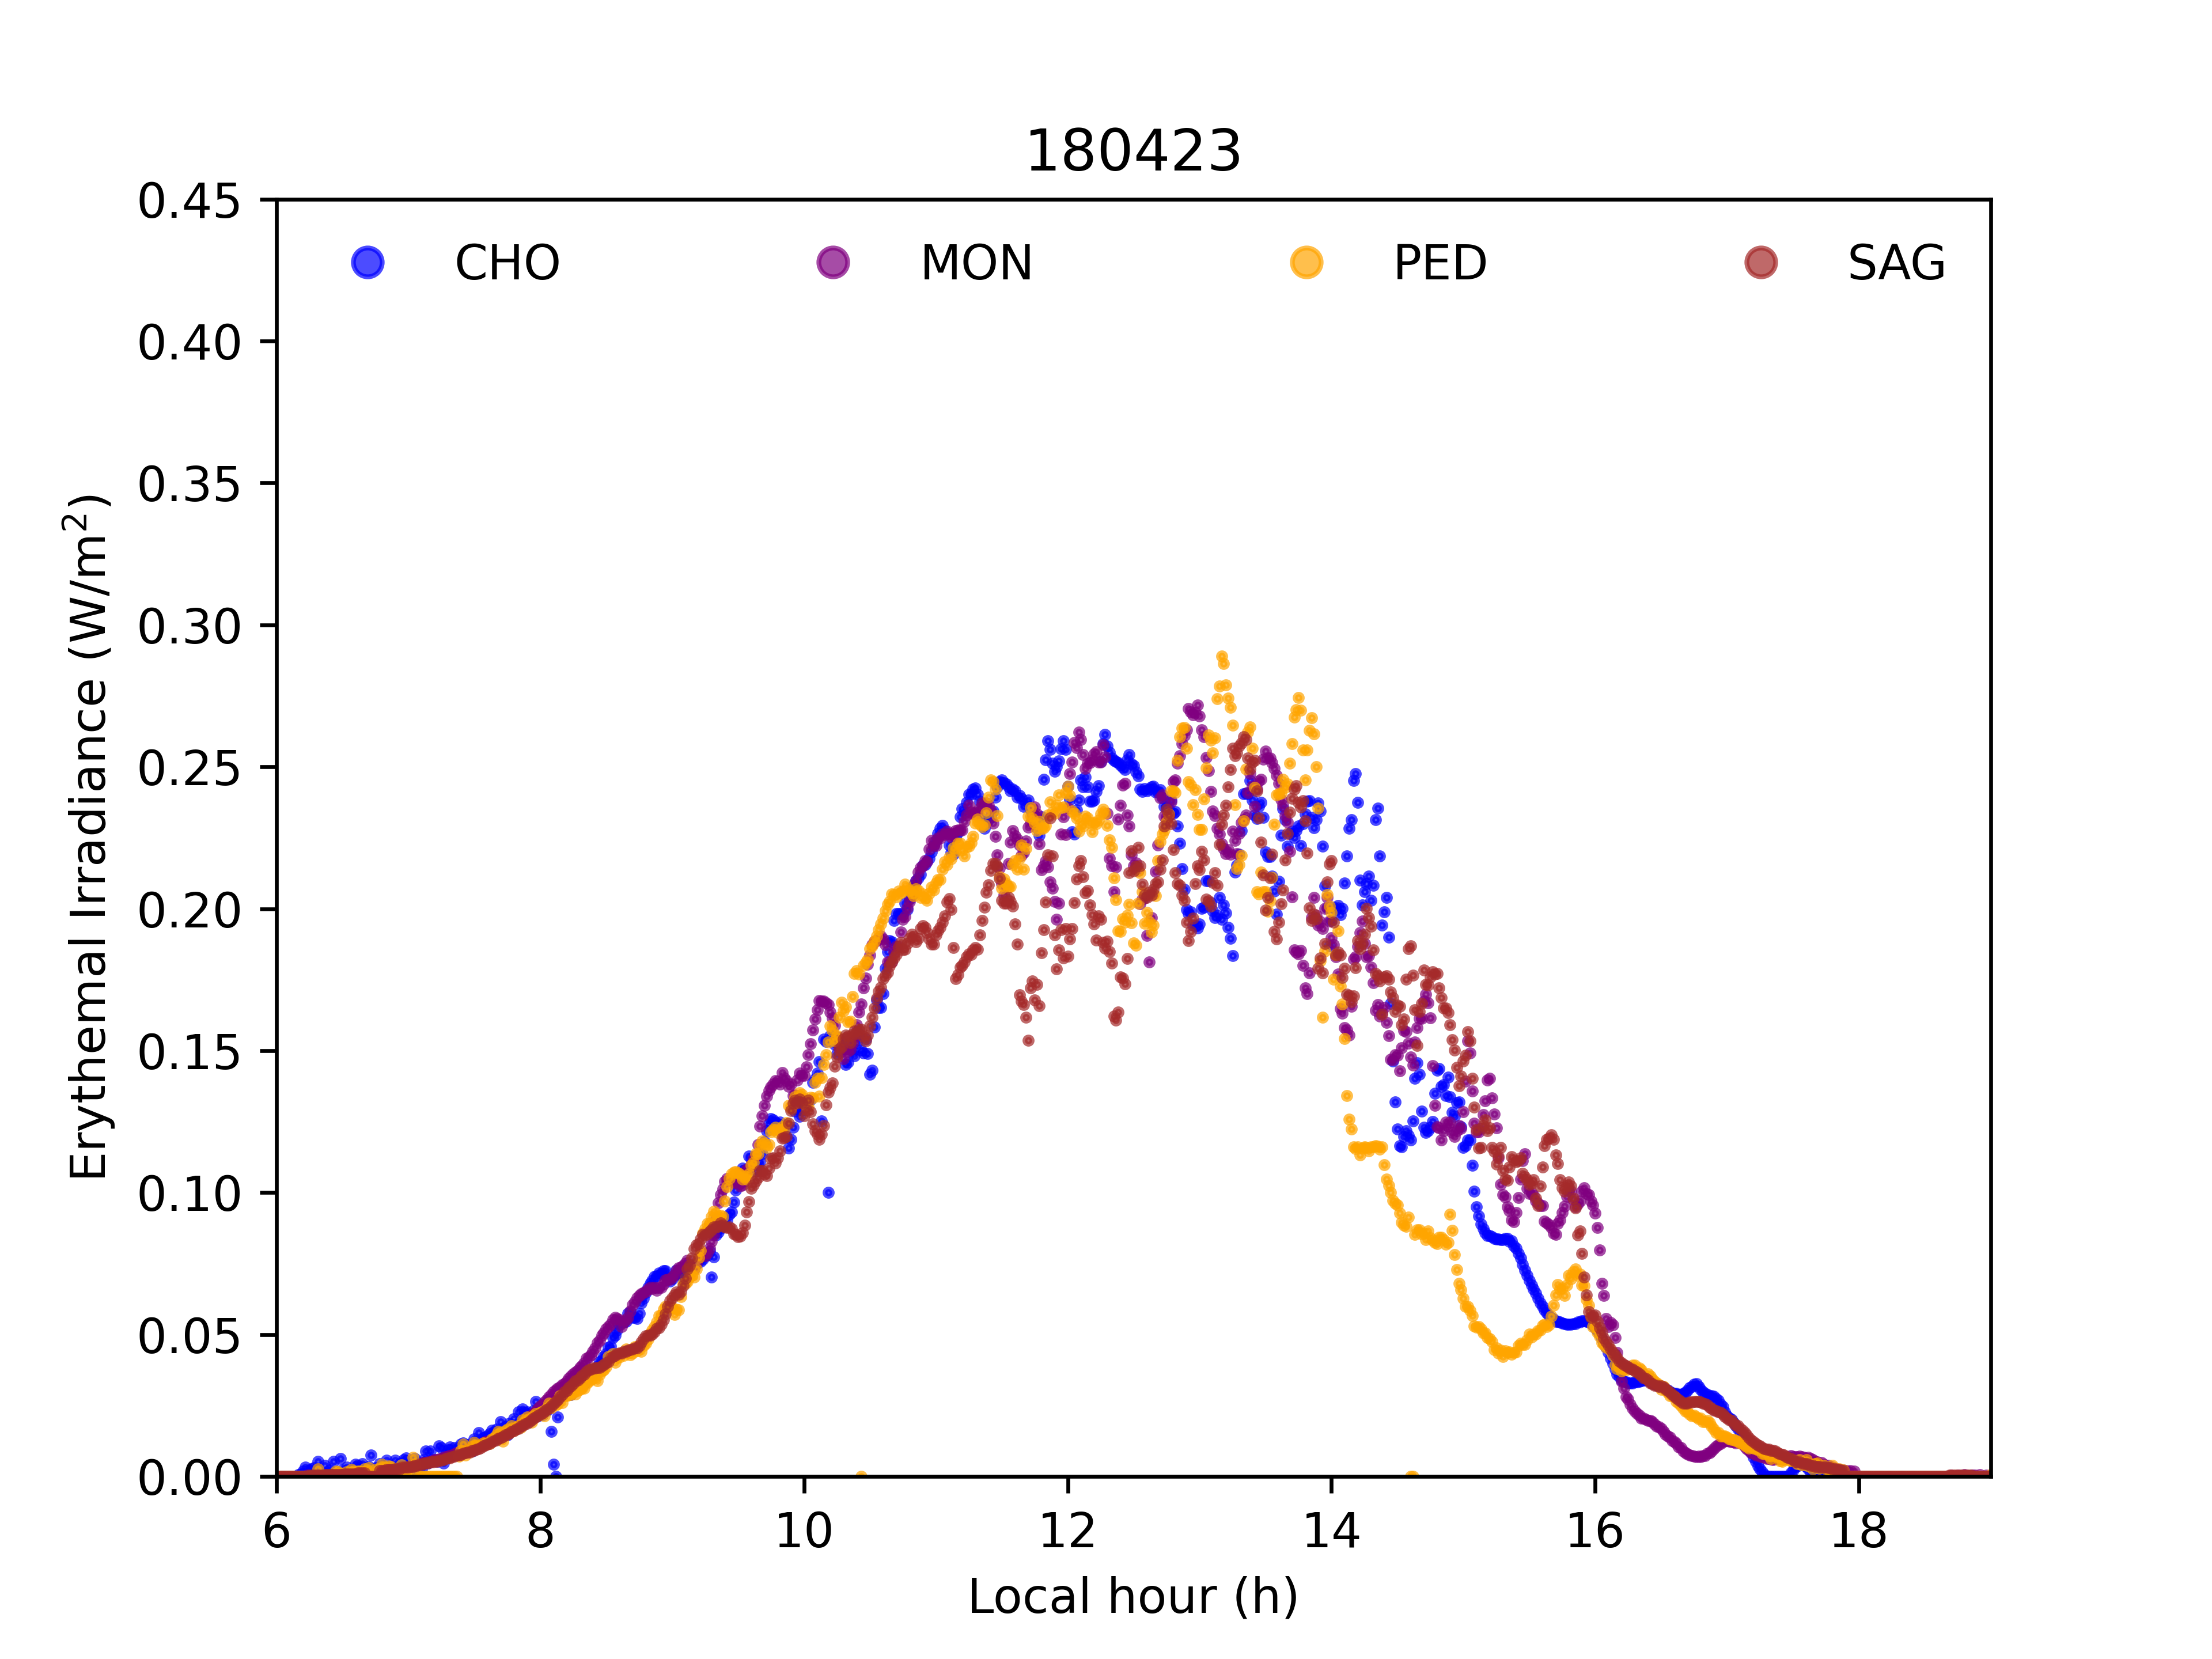 180423
0.45
CHO MON PED SAG
0.40
0.35
0.30
0.25
0.20
0.15
0.10
0.05
0.00
Erythemal Irradiance (W/m²)
6 8 10 12 14 16 18
Local hour (h)